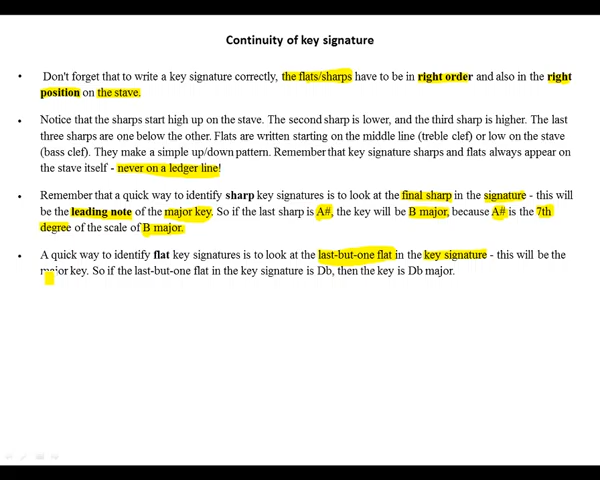 Continuity of key signature
• Don't forget that to write a key signature correctly, the flats/sharps have to be in right order and also in the right
position on the stave.
• Notice that the sharps start high up on the stave. The second sharp is lower, and the third sharp is higher. The last
three sharps are one below the other. Flats are written starting on the middle line (treble clef) or low on the stave
(bass clef). They make a simple up/down pattern. Remember that key signature sharps and flats always appear on
the stave itself - never on a ledger line!
• Remember that a quick way to identify sharp key signatures is to look at the final sharp in the signature - this will
be the leading note of the major key. So if the last sharp is A#, the key will be B major, because A# is the 7th
degree of the scale of B major.
• A quick way to identify flat key signatures is to look at the last-but-one flat in the key signature - this will be the
major key. So if the last-but-one flat in the key signature is Db, then the key is Db major.